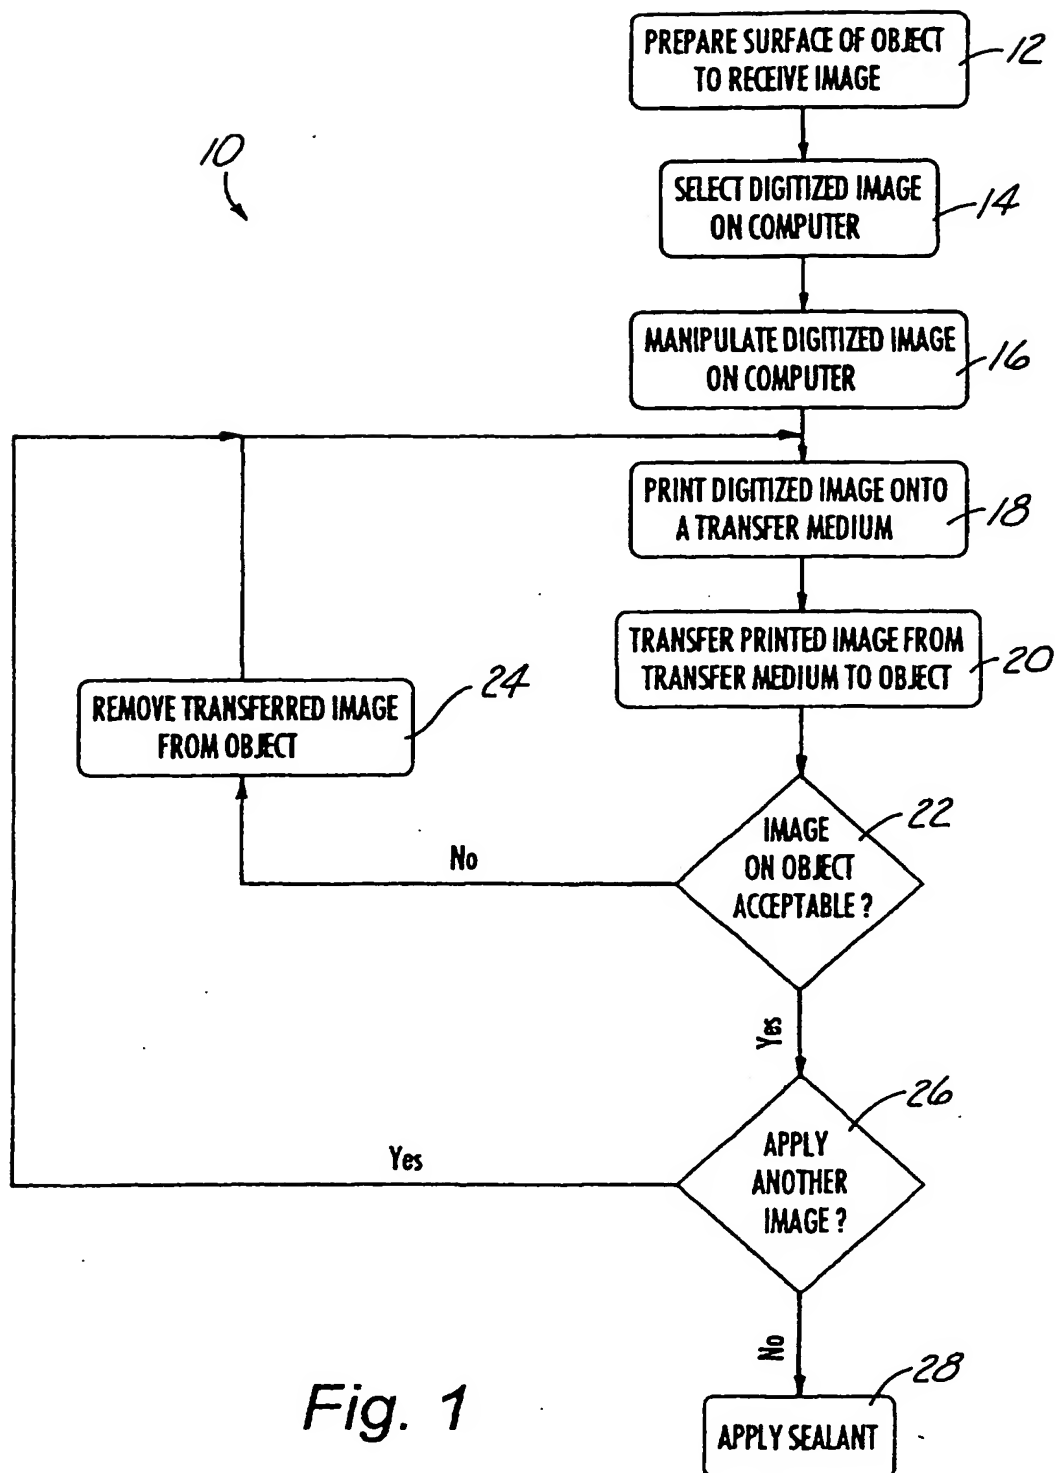 PREPARE SURFACE OF OBJECT
TO RECEIVE IMAGE
12
10
SELECT DIGITIZED IMAGE
ON COMPUTER
14
MANIPULATE DIGITIZED IMAGE
ON COMPUTER
16
PRINT DIGITIZED IMAGE ONTO
A TRANSFER MEDIUM
18
TRANSFER PRINTED IMAGE FROM
TRANSFER MEDIUM TO OBJECT
20
REMOVE TRANSFERRED IMAGE
FROM OBJECT
24
IMAGE
ON OBJECT
ACCEPTABLE ?
22
No
Yes
APPLY
ANOTHER
IMAGE ?
26
Yes
No
APPLY SEALANT
28
Fig. 1